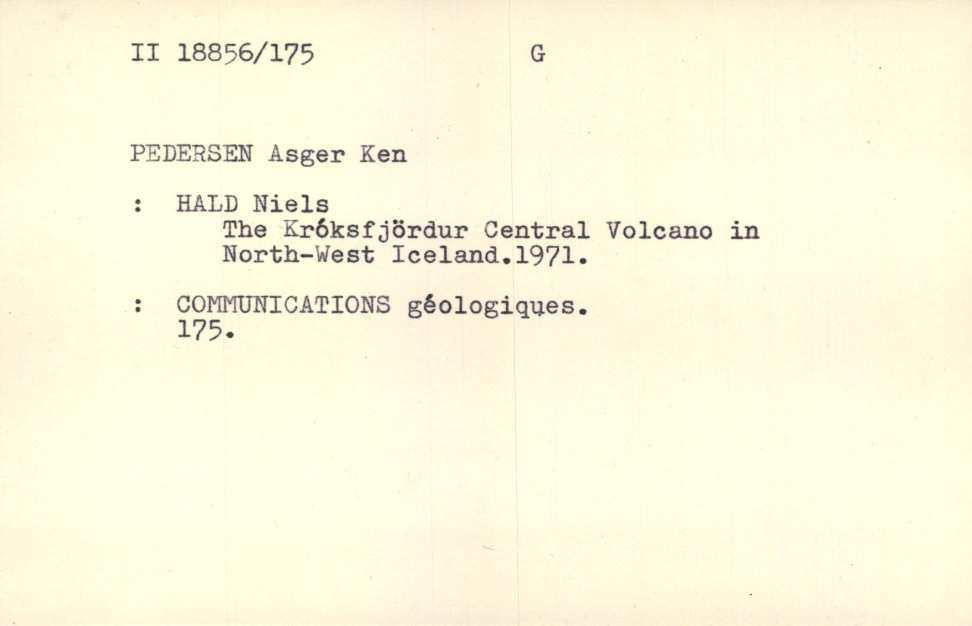 II 18856/175 G
PEDERSEN Asger Ken
: HALD Niels
The Króksfjördur Central Volcano in
North-West Iceland.1971.
: COMMUNICATIONS géologiques.
175.